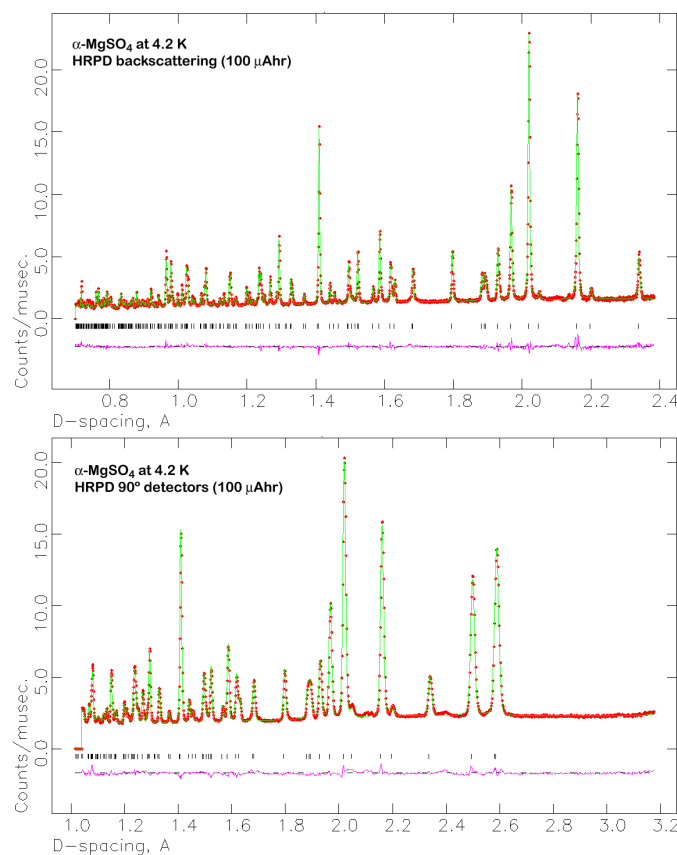 α-MgSO4 at 4.2 K
HRPD backscattering (100 μAhr)
Counts/musec.
20.0
15.0
10.0
5.0
0.0
0.8 1.0 1.2 1.4 1.6 1.8 2.0 2.2 2.4
D-spacing, A
α-MgSO4 at 4.2 K
HRPD 90º detectors (100 μAhr)
Counts/musec.
20.0
15.0
10.0
5.0
0.0
1.0 1.2 1.4 1.6 1.8 2.0 2.2 2.4 2.6 2.8 3.0 3.2
D-spacing, A